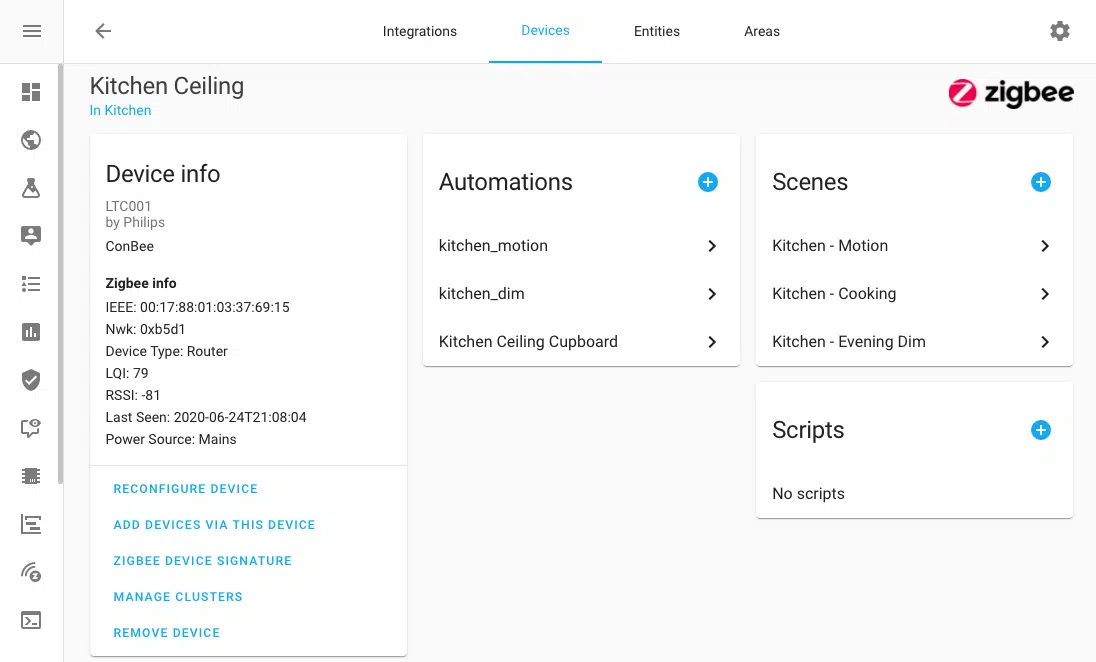 Integrations
Devices
Entities
Areas
Kitchen Ceiling
In Kitchen
zigbee
Device info
LTC001
by Philips
ConBee
Zigbee info
IEEE: 00:17:88:01:03:37:69:15
Nwk: 0xb5d1
Device Type: Router
LQI: 79
RSSI: -81
Last Seen: 2020-06-24T21:08:04
Power Source: Mains
RECONFIGURE DEVICE
ADD DEVICES VIA THIS DEVICE
ZIGBEE DEVICE SIGNATURE
MANAGE CLUSTERS
REMOVE DEVICE
Automations
kitchen_motion
kitchen_dim
Kitchen Ceiling Cupboard
Scenes
Kitchen - Motion
Kitchen - Cooking
Kitchen - Evening Dim
Scripts
No scripts